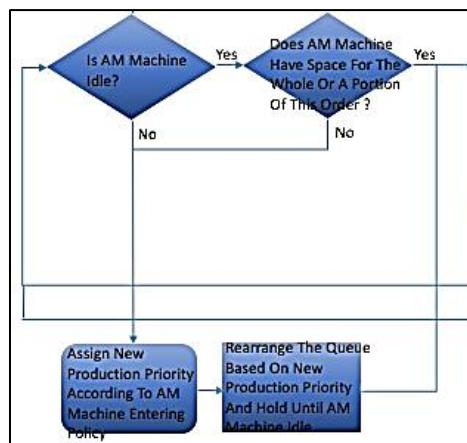 Is AM Machine
Idle?
Yes
Does AM Machine
Have Space For The
Whole Or A Portion
Of This Order ?
Yes
No
No
Assign New
Production Priority
According To AM
Machine Entering
Policy
Rearrange The Queue
Based On New
Production Priority
And Hold Until AM
Machine Idle